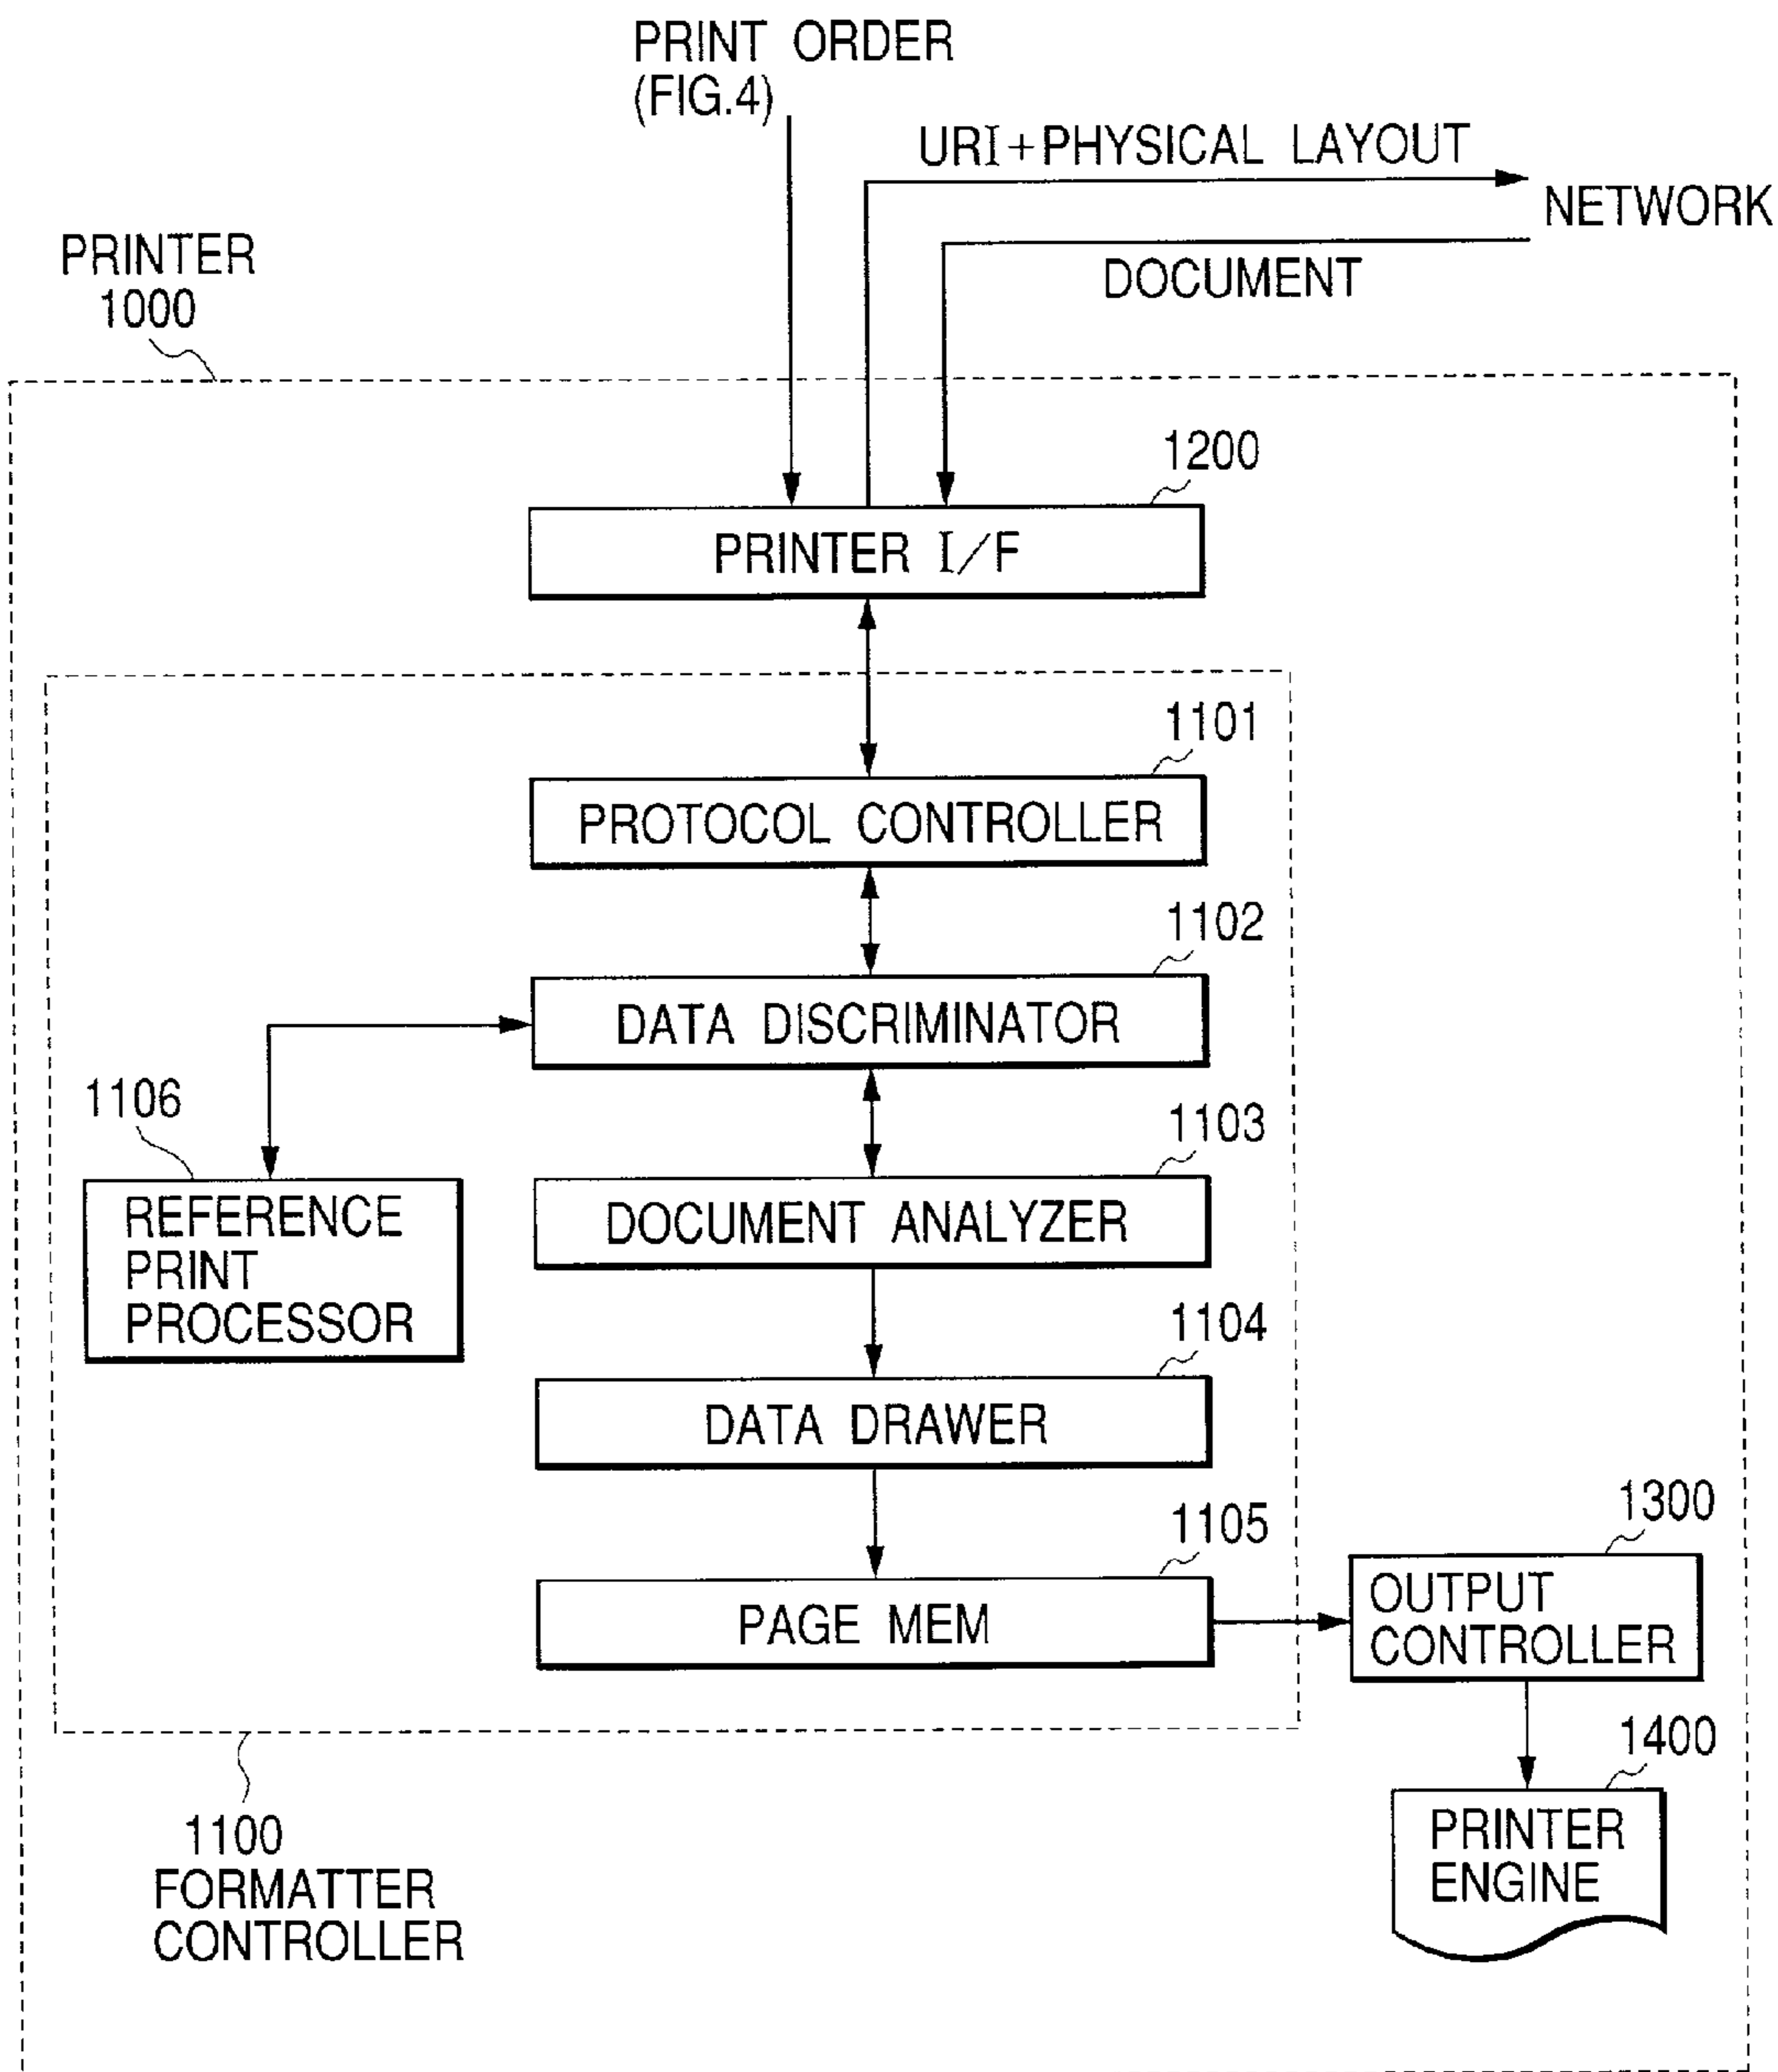 PRINT ORDER
(FIG.4)
URI+PHYSICAL LAYOUT
NETWORK
DOCUMENT
PRINTER
1000
1200
PRINTER I/F
1101
PROTOCOL CONTROLLER
1102
DATA DISCRIMINATOR
1106
REFERENCE
PRINT
PROCESSOR
1103
DOCUMENT ANALYZER
1104
DATA DRAWER
1105
PAGE MEM
1300
OUTPUT
CONTROLLER
1400
PRINTER
ENGINE
1100
FORMATTER
CONTROLLER